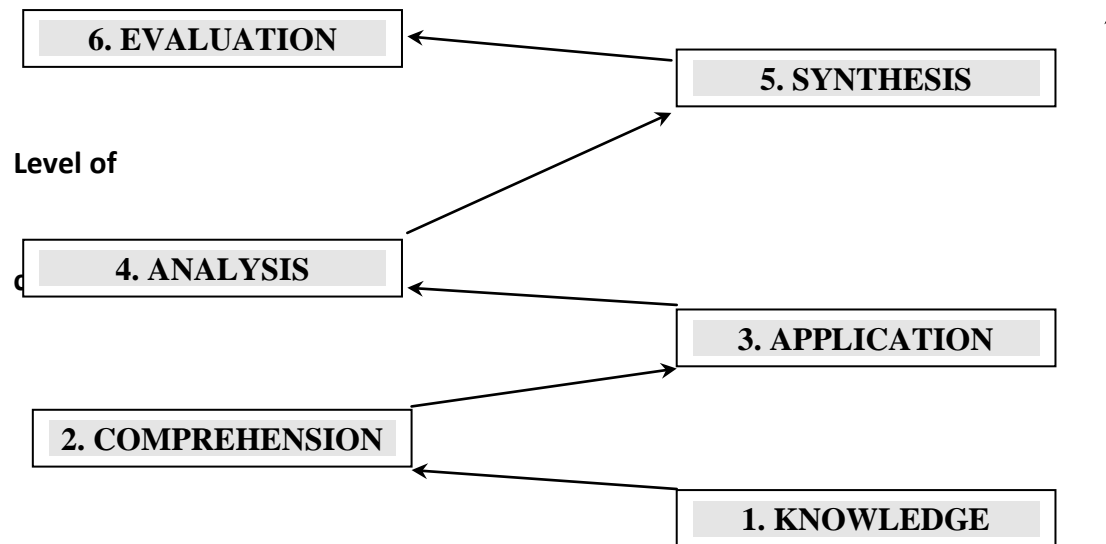 6. EVALUATION
5. SYNTHESIS
Level of
4. ANALYSIS
3. APPLICATION
2. COMPREHENSION
1. KNOWLEDGE